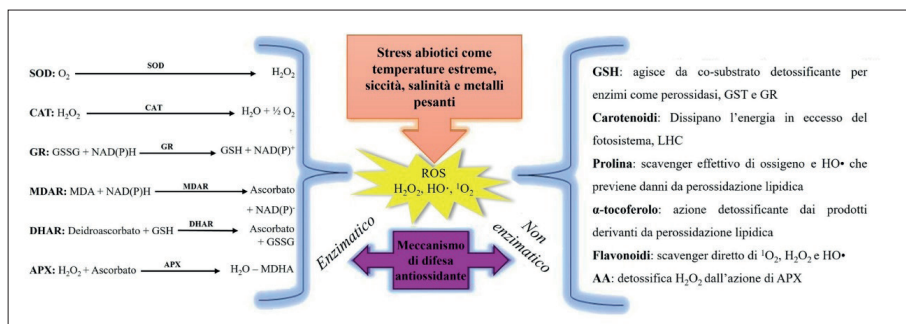 SOD: O₂ SOD H₂O₂
CAT: H₂O₂ CAT H₂O + ½ O₂
GR: GSSG + NAD(P)H GR GSH + NAD(P)⁺
MDAR: MDA + NAD(P)H MDAR Ascorbato
+ NAD(P)⁻
DHAR: Deidroascorbato + GSH DHAR Ascorbato
+ GSSG
APX: H₂O₂ + Ascorbato APX H₂O – MDHA
Stress abiotici come
temperature estreme,
siccità, salinità e metalli
pesanti
ROS
H₂O₂, HO·, ¹O₂
Enzimatico
Non
enzimatico
Meccanismo
di difesa
antiossidante
GSH: agisce da co-substrato detossificante per
enzimi come perossidasi, GST e GR
Carotenoidi: Dissipano l'energia in eccesso del
fotosistema, LHC
Prolina: scavenger effettivo di ossigeno e HO• che
previene danni da perossidazione lipidica
α-tocoferolo: azione detossificante dai prodotti
derivanti da perossidazione lipidica
Flavonoidi: scavenger diretto di ¹O₂, H₂O₂ e HO•
AA: detossifica H₂O₂ dall'azione di APX